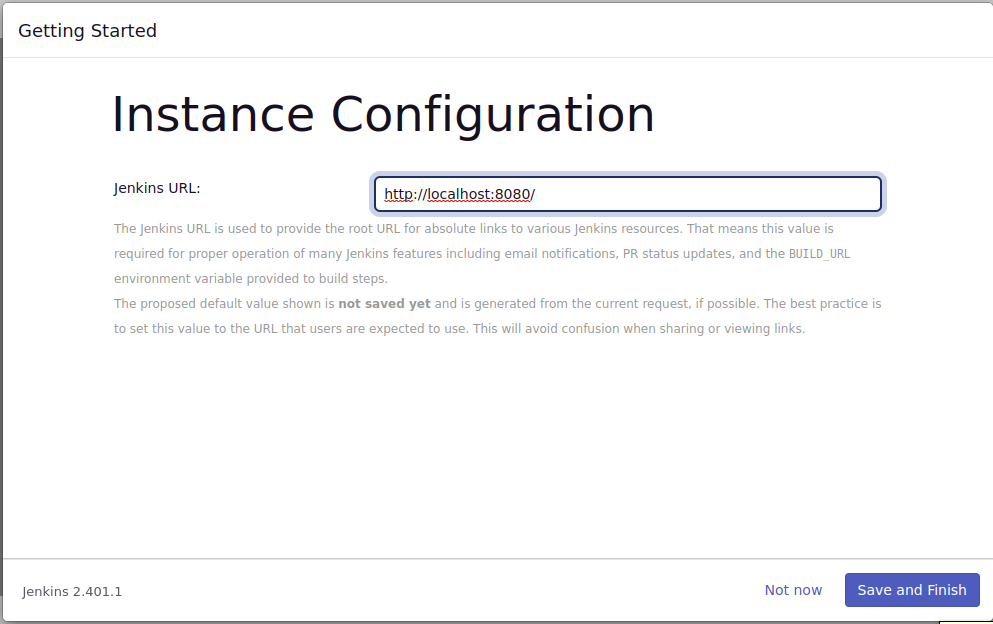 Getting Started
Instance Configuration
Jenkins URL:
http://localhost:8080/
The Jenkins URL is used to provide the root URL for absolute links to various Jenkins resources. That means this value is
required for proper operation of many Jenkins features including email notifications, PR status updates, and the BUILD_URL
environment variable provided to build steps.
The proposed default value shown is not saved yet and is generated from the current request, if possible. The best practice is
to set this value to the URL that users are expected to use. This will avoid confusion when sharing or viewing links.
Jenkins 2.401.1
Not now
Save and Finish